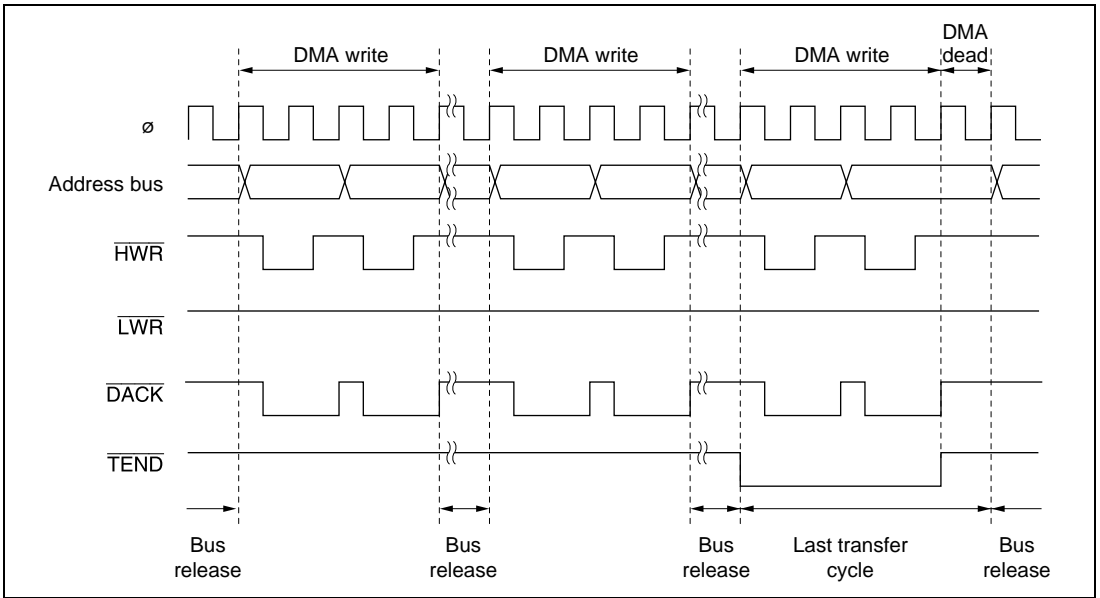 DMA
DMA write DMA write DMA write dead
ø
Address bus
HWR
LWR
DACK
TEND
Bus Bus Bus Last transfer Bus
release release release cycle release